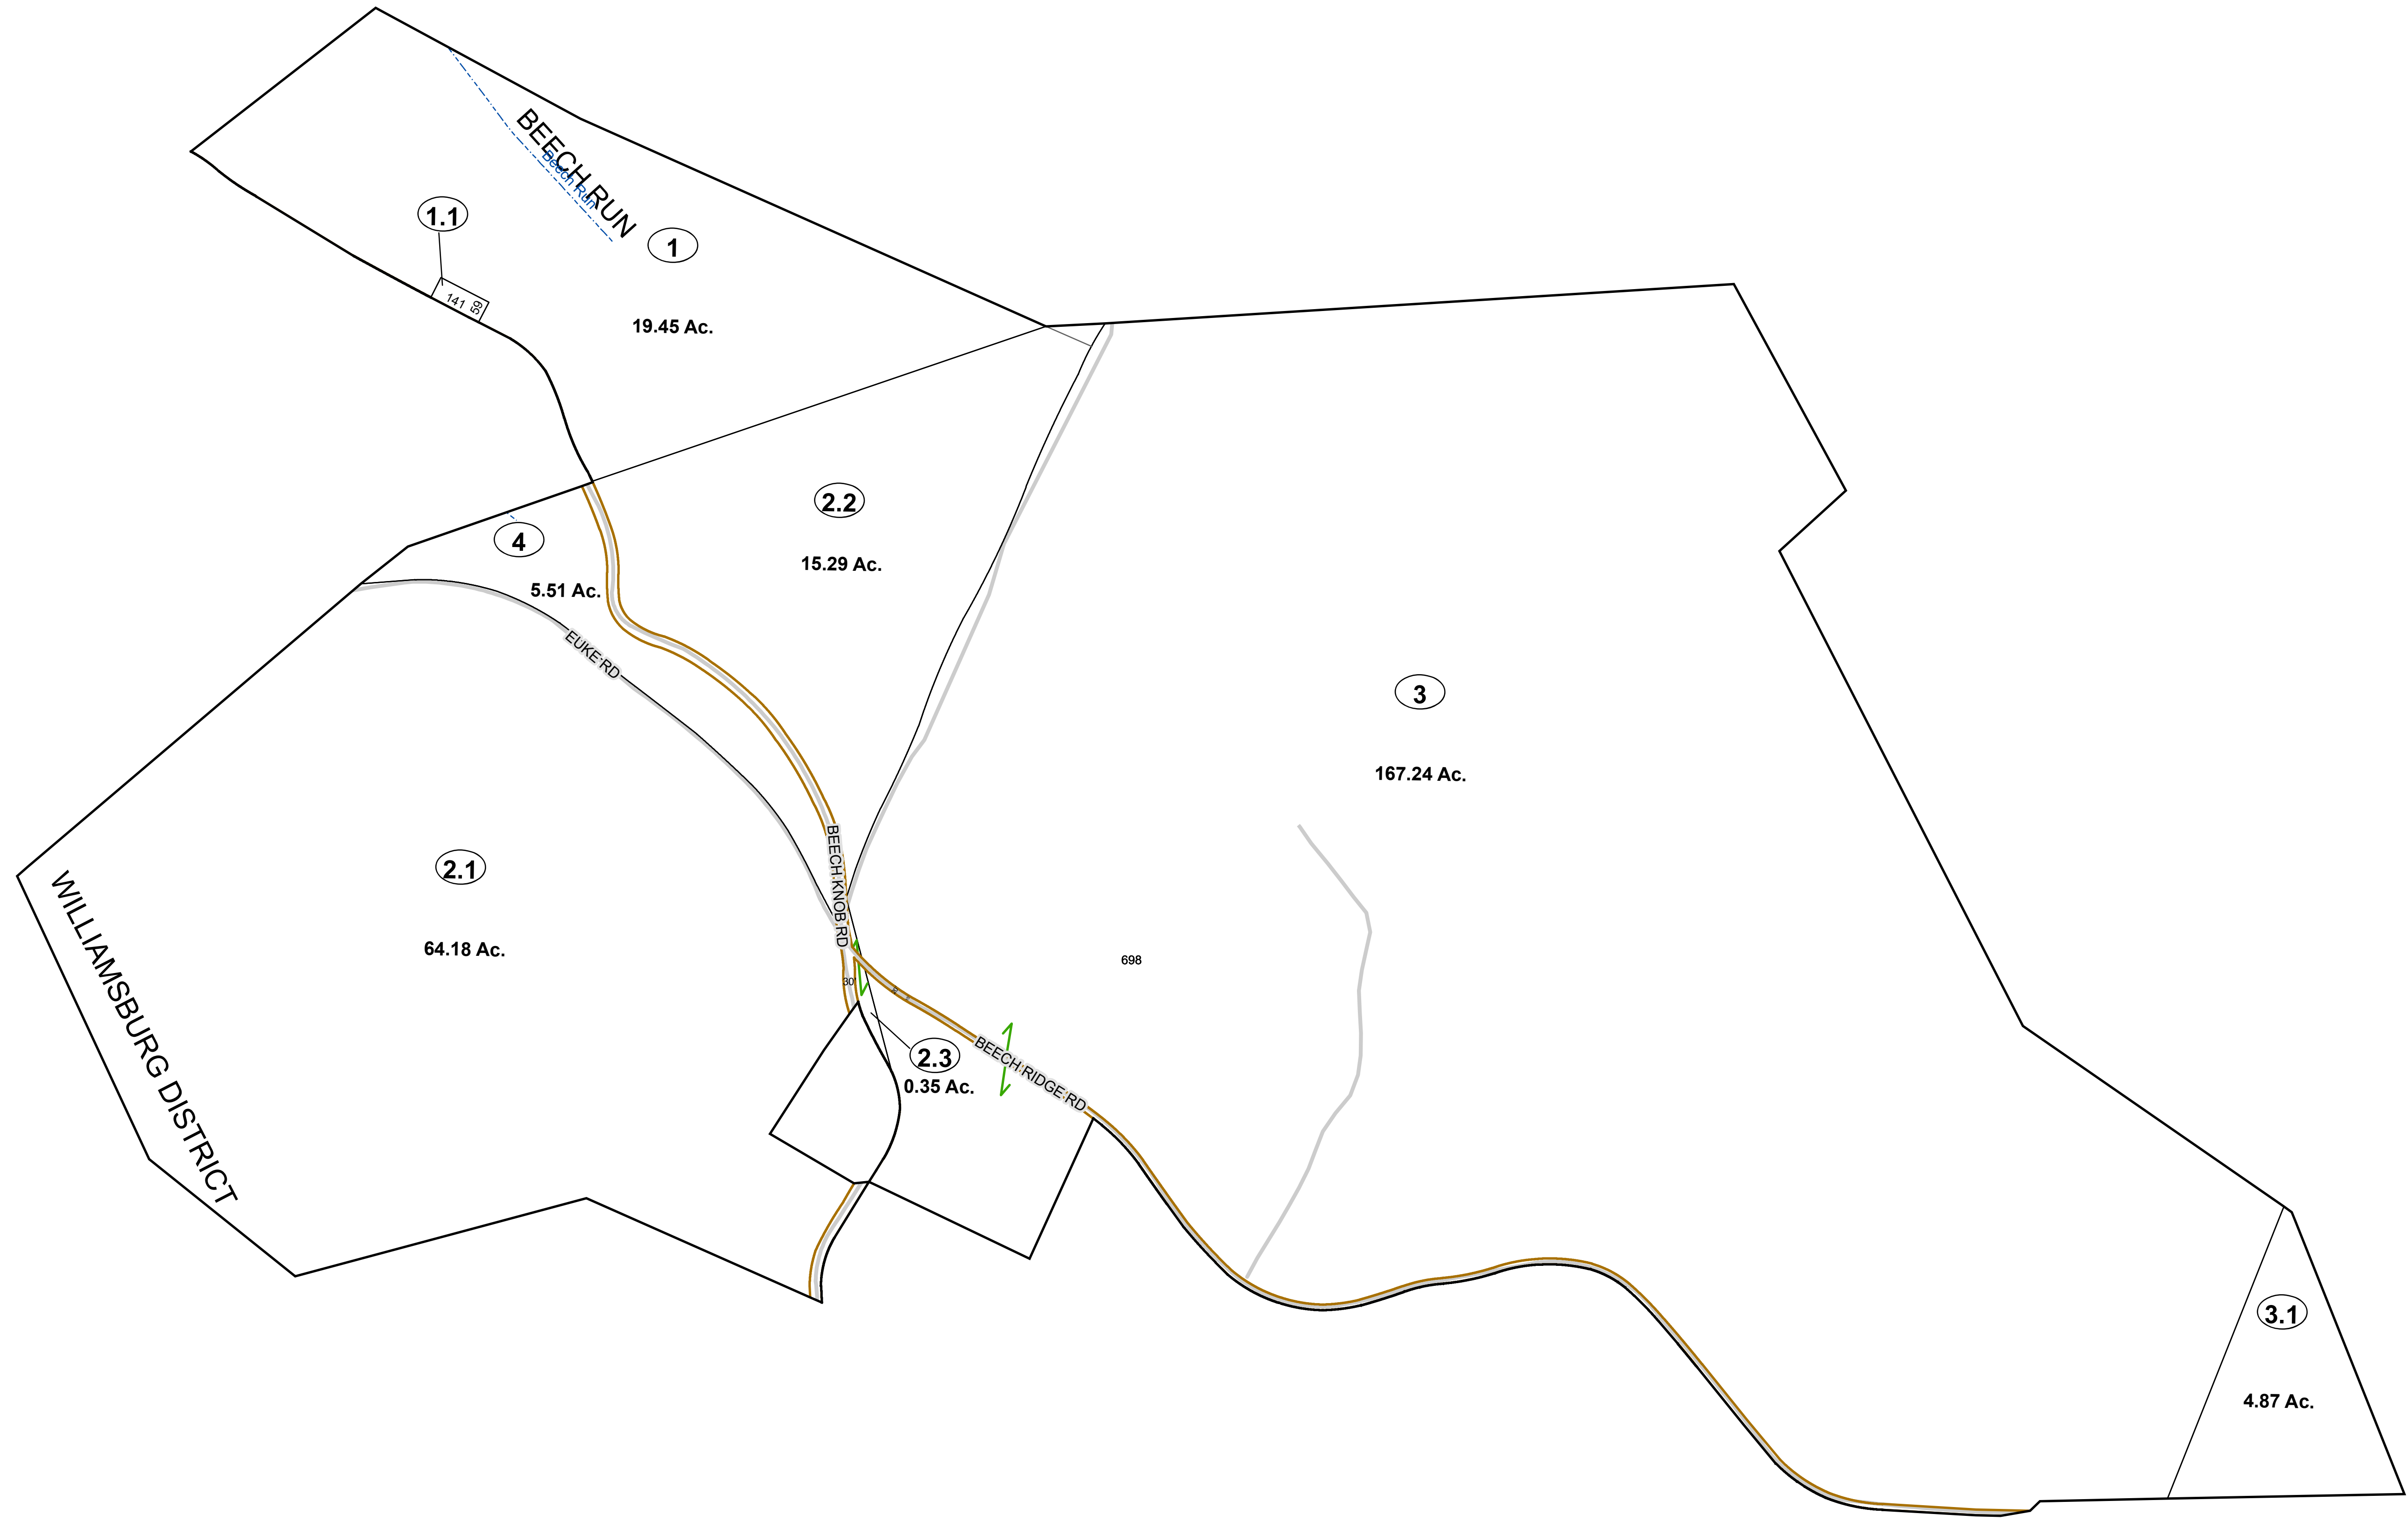 BEECH RUN
Beech Run
1.1
1
141
59
19.45 Ac.
2.2
4
15.29 Ac.
5.51 Ac.
EUKE RD
3
167.24 Ac.
2.1
BEECH KNOB RD
WILLIAMSBURG DISTRICT
64.18 Ac.
698
30'
2.3
BEECH RIDGE RD
0.35 Ac.
3.1
4.87 Ac.